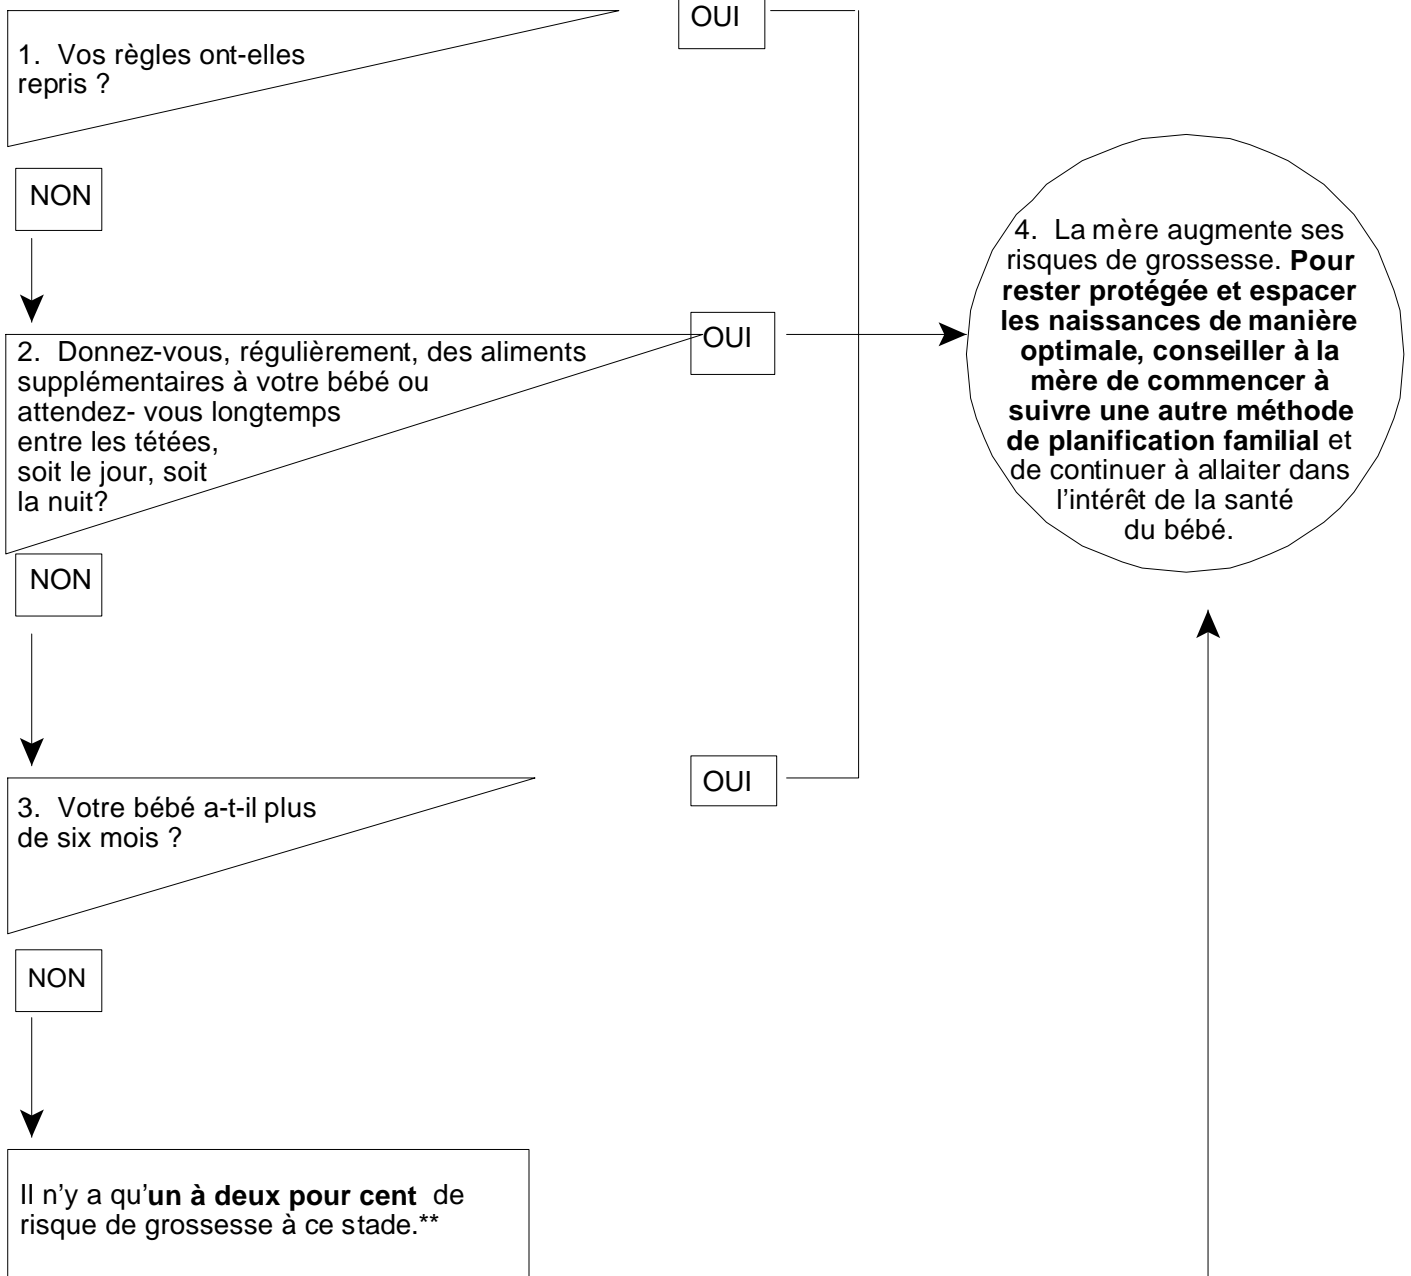 OUI
1. Vos règles ont-elles
repris ?
NON
2. Donnez-vous, régulièrement, des aliments
supplémentaires à votre bébé ou
attendez- vous longtemps
entre les tétées,
soit le jour, soit
la nuit?
OUI
NON
4. La mère augmente ses
risques de grossesse. Pour
rester protégée et espacer
les naissances de manière
optimale, conseiller à la
mère de commencer à
suivre une autre méthode
de planification familial et
de continuer à allaiter dans
l'intérêt de la santé
du bébé.
3. Votre bébé a-t-il plus
de six mois ?
OUI
NON
Il n'y a qu'un à deux pour cent de
risque de grossesse à ce stade.**